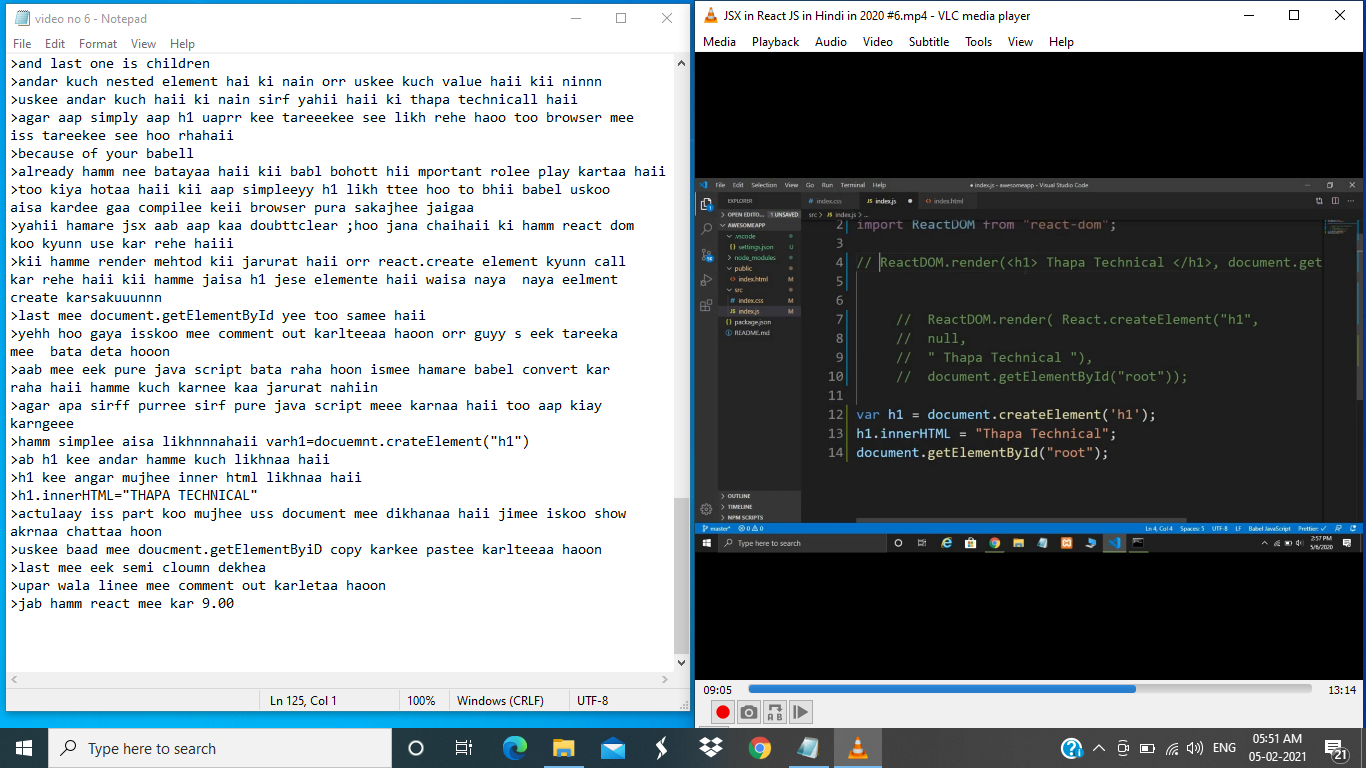 video no 6 - Notepad
File Edit Format View Help
>and last one is children
>andar kuch nested element hai ki nain orr uskee kuch value haii kii ninnn
>uskee andar kuch haii ki nain sirf yahii haii ki thapa technicall haii
>agar aap simply aap h1 uaprr kee tareeekee see likh rehe haoo too browser mee
iss tareekee see hoo rhahaii
>because of your babell
>already hamm nee batayaa haii kii babl bohott hii mportant rolee play kartaa haii
>too kiya hotaa haii kii aap simpleeyy h1 likh ttee hoo to bhii babel uskoo
aisa kardee gaa compilee keii browser pura sakajhee jaigaa
>yahii hamare jsx aab aap kaa doubttclear ;hoo jana chaihaii ki hamm react dom
koo kyunn use kar rehe haiii
>kii hamme render mehtod kii jarurat haii orr react.create element kyunn call
kar rehe haii kii hamme jaisa h1 jese elemente haii waisa naya  naya eelment
create karsakuuunnn
>last mee document.getElementById yee too samee haii
>yehh hoo gaya isskoo mee comment out karlteeaa haoon orr guyy s eek tareeka
mee  bata deta hooon
>aab mee eek pure java script bata raha hoon ismee hamare babel convert kar
raha haii hamme kuch karnee kaa jarurat nahiin
>agar apa sirff purree sirf pure java script meee karnaa haii too aap kiay
karngeee
>hamm simplee aisa likhnnnahaii varh1=docuemnt.crateElement("h1")
>ab h1 kee andar hamme kuch likhnaa haii
>h1 kee angar mujhee inner html likhnaa haii
>h1.innerHTML="THAPA TECHNICAL"
>actulaay iss part koo mujhee uss document mee dikhanaa haii jimee iskoo show
akrnaa chattaa hoon
>uskee baad mee doucment.getElementByiD copy karkee pastee karlteeaa haoon
>last mee eek semi cloumn dekhea
>upar wala linee mee comment out karletaa haoon
>jab hamm react mee kar 9.00
Ln 125, Col 1 100% Windows (CRLF) UTF-8
JSX in React JS in Hindi in 2020 #6.mp4 - VLC media player
Media Playback Audio Video Subtitle Tools View Help
File Edit Selection View Go Run Terminal Help
● index.js - awesomeapp - Visual Studio Code
EXPLORER
index.css index.js index.html
OPEN EDITO... 1 UNSAVED
src > index.js > ...
AWESOMEAPP
.vscode
settings.json U
node_modules
public
index.html M
src
index.css M
index.js M
package.json
README.md
OUTLINE
TIMELINE
NPM SCRIPTS
2 import ReactDOM from "react-dom";
3
4 // ReactDOM.render(<h1> Thapa Technical </h1>, document.get
5
6
7 // ReactDOM.render( React.createElement("h1",
8 // null,
9 // " Thapa Technical "),
10 // document.getElementById("root"));
11
12 var h1 = document.createElement('h1');
13 h1.innerHTML = "Thapa Technical";
14 document.getElementById("root");
master* 0 0 Ln 4, Col 4 Spaces: 5 UTF-8 LF Babel JavaScript Prettier: ✓
Type here to search
2:57 PM
5/6/2020
09:05 13:14
A B
Type here to search
ENG
05:51 AM
05-02-2021
21